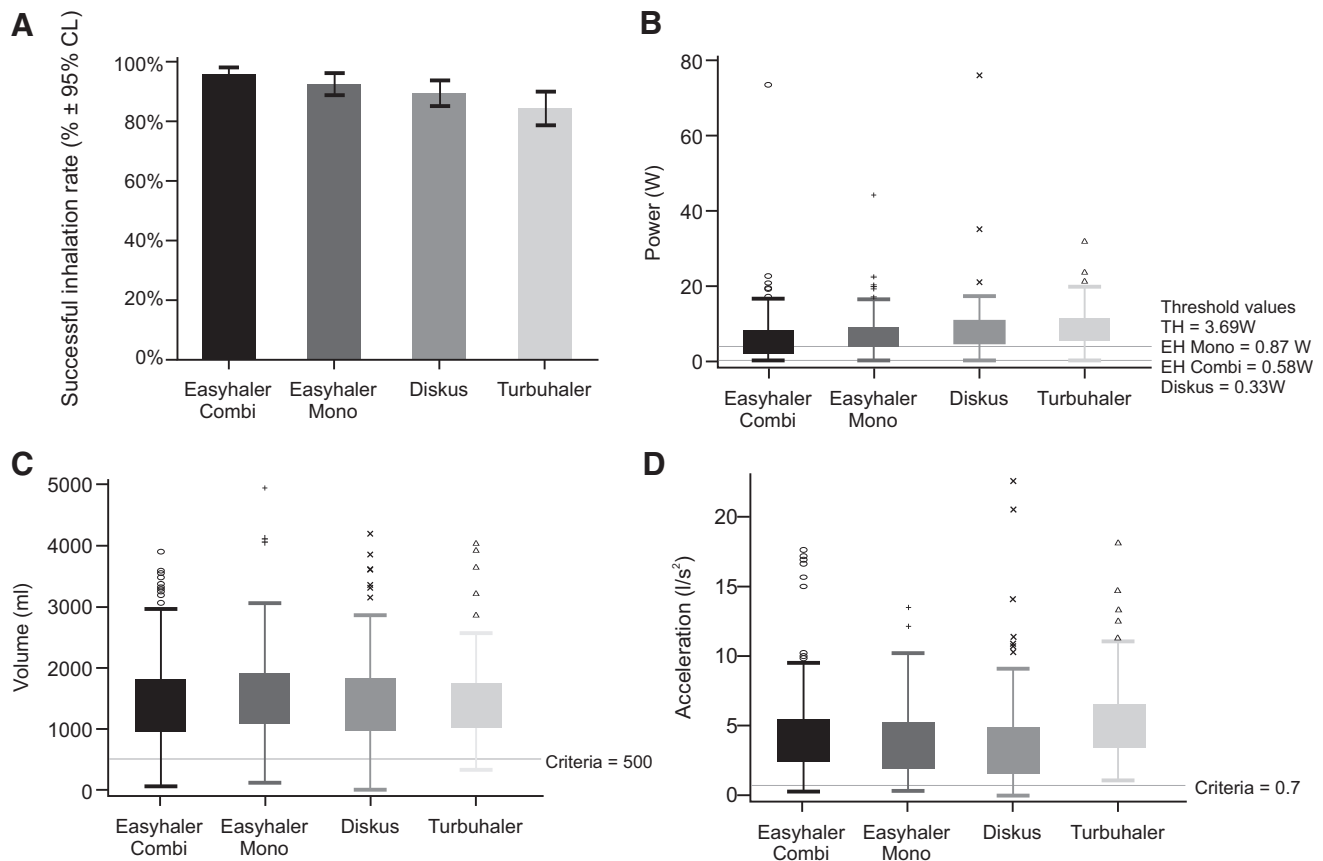 A
Successful inhalation rate (% ± 95% CL)
100%
80%
60%
40%
20%
0%
Easyhaler
Combi
Easyhaler
Mono
Diskus
Turbuhaler
B
Power (W)
80
60
40
20
0
Easyhaler
Combi
Easyhaler
Mono
Diskus
Turbuhaler
Threshold values
TH = 3.69W
EH Mono = 0.87 W
EH Combi = 0.58W
Diskus = 0.33W
C
Volume (ml)
5000
4000
3000
2000
1000
0
Criteria = 500
Easyhaler
Combi
Easyhaler
Mono
Diskus
Turbuhaler
D
Acceleration (l/s²)
20
15
10
5
0
Criteria = 0.7
Easyhaler
Combi
Easyhaler
Mono
Diskus
Turbuhaler